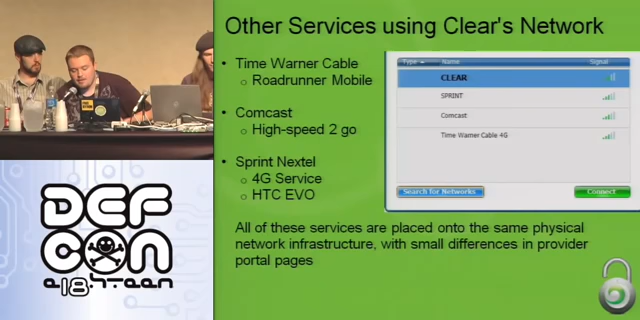 Other Services using Clear's Network
• Time Warner Cable
o Roadrunner Mobile
• Comcast
o High-speed 2 go
• Sprint Nextel
o 4G Service
o HTC EVO
Type Name Signal
CLEAR
SPRINT
Comcast
Time Warner Cable 4G
Search for Networks Connect
All of these services are placed onto the same physical
network infrastructure, with small differences in provider
portal pages
DEF
CON
e18hteen